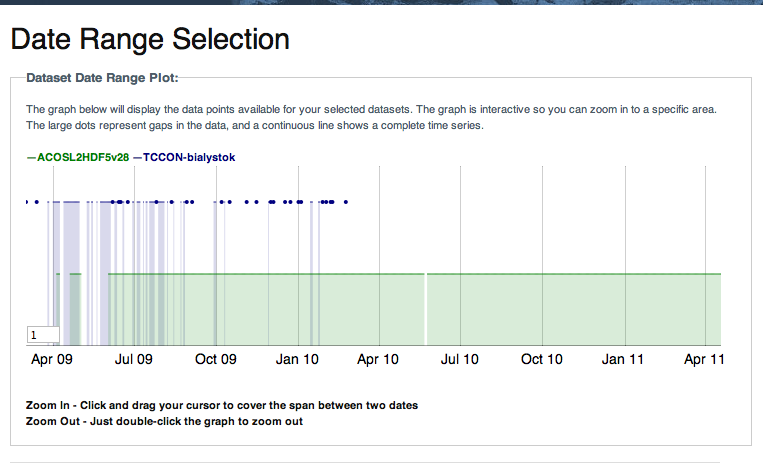 Date Range Selection
Dataset Date Range Plot:
The graph below will display the data points available for your selected datasets. The graph is interactive so you can zoom in to a specific area.
The large dots represent gaps in the data, and a continuous line shows a complete time series.
—ACOSL2HDF5v28 —TCCON-bialystok
1
Apr 09 Jul 09 Oct 09 Jan 10 Apr 10 Jul 10 Oct 10 Jan 11 Apr 11
Zoom In - Click and drag your cursor to cover the span between two dates
Zoom Out - Just double-click the graph to zoom out